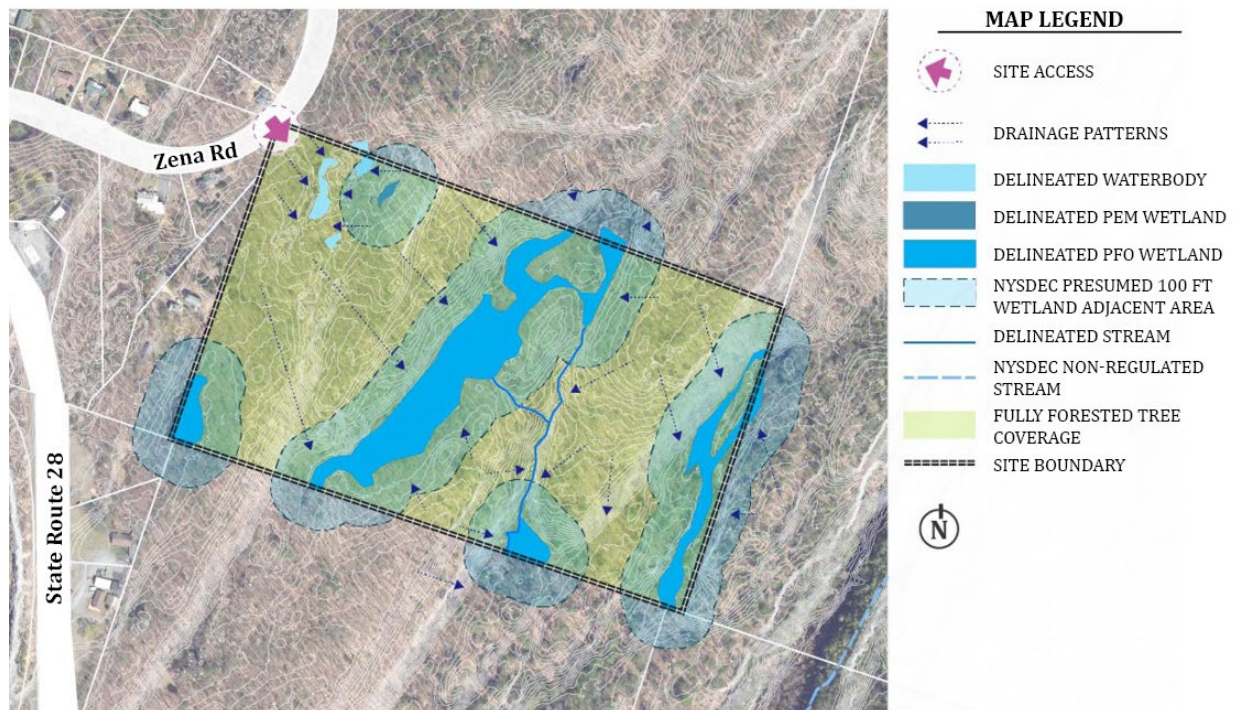 MAP LEGEND
SITE ACCESS
DRAINAGE PATTERNS
DELINEATED WATERBODY
DELINEATED PEM WETLAND
DELINEATED PFO WETLAND
NYSDEC PRESUMED 100 FT
WETLAND ADJACENT AREA
DELINEATED STREAM
NYSDEC NON-REGULATED
STREAM
FULLY FORESTED TREE
COVERAGE
SITE BOUNDARY
N
Zena Rd
State Route 28